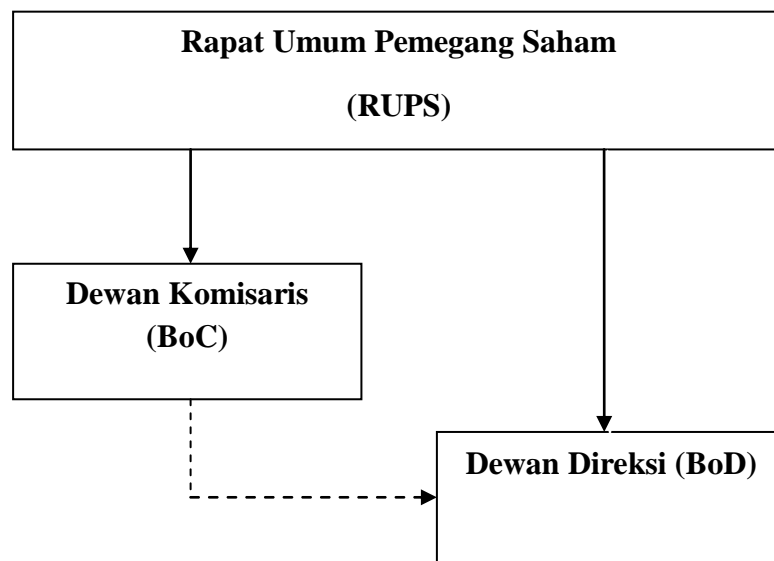 Rapat Umum Pemegang Saham
(RUPS)
Dewan Komisaris
(BoC)
Dewan Direksi (BoD)